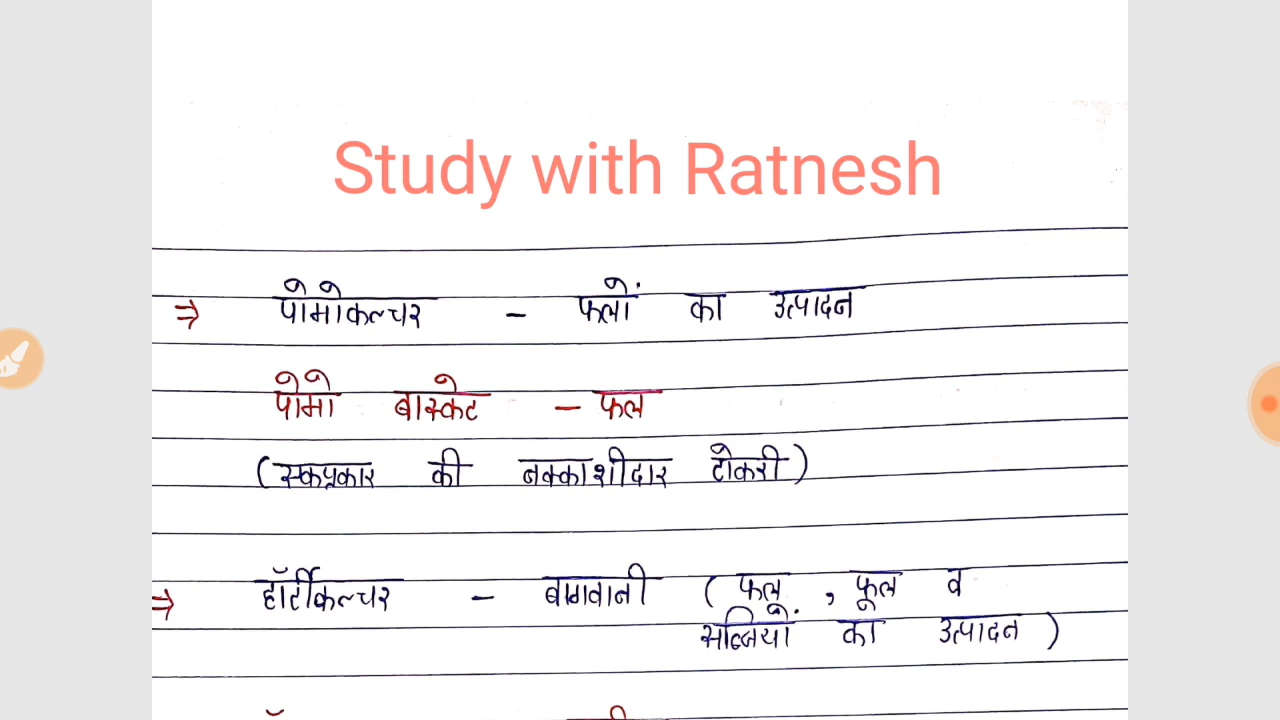 Study with Ratnesh
⇒ पोमोकल्चर - फलों का उत्पादन
पोमो बास्केट - फल
(एकप्रकार की नक्काशीदार टोकरी)
⇒ हॉर्टीकल्चर - बागवानी (फल, फूल व
सब्जियों का उत्पादन)